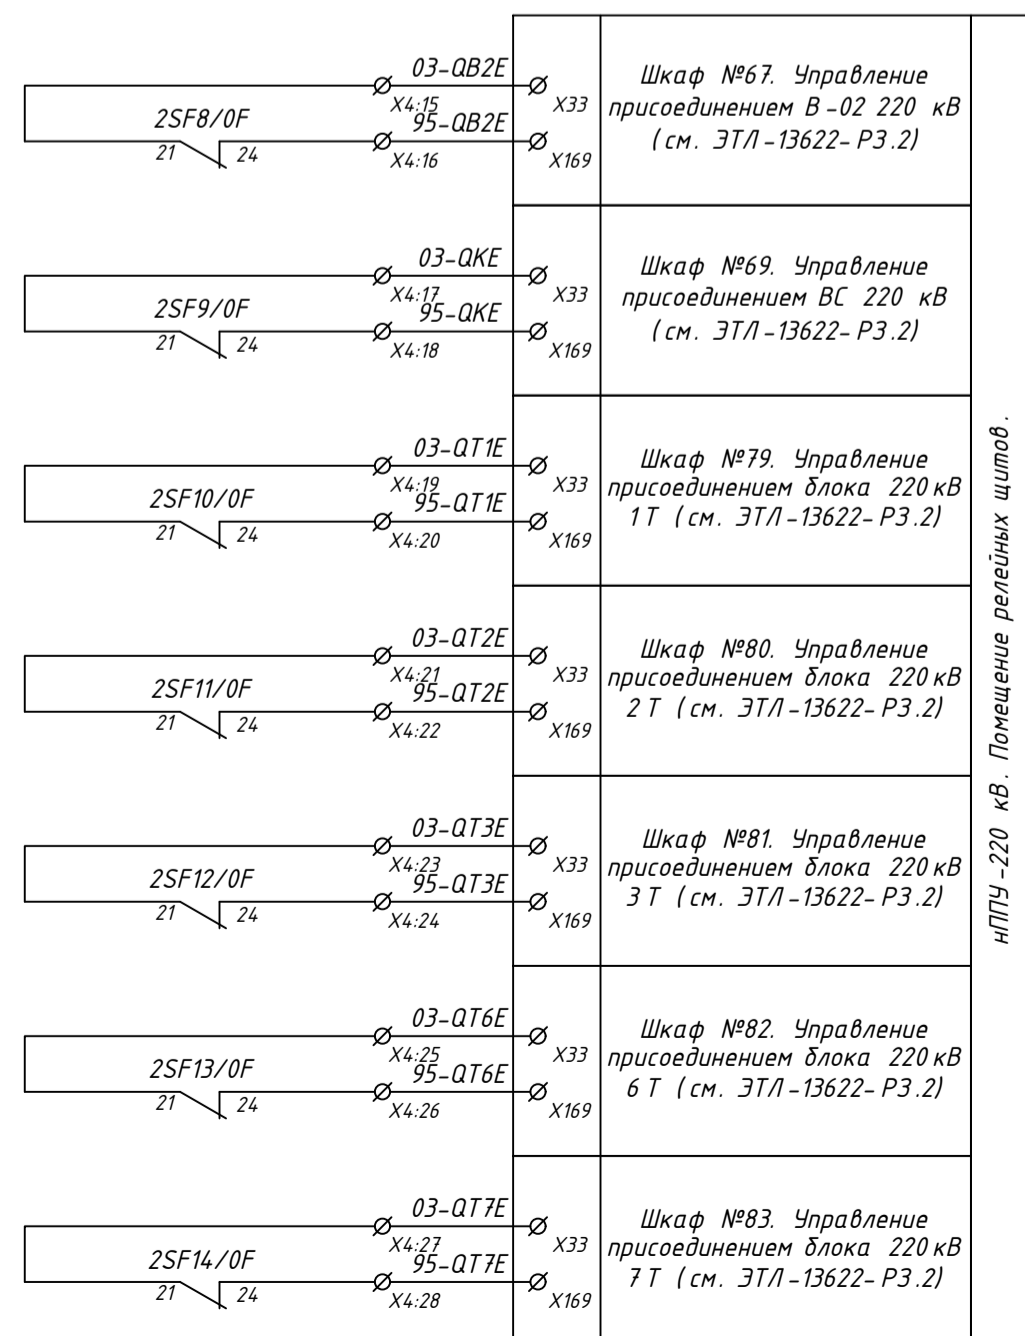 03-QB2E
X4:15
X33
2SF8/0F
95-QB2E
21
24
X4:16
X169
Шкаф №67. Управление
присоединением В-02 220 кВ
(см. ЭТЛ-13622-РЗ.2)
03-QKE
X4:17
X33
2SF9/0F
95-QKE
21
24
X4:18
X169
Шкаф №69. Управление
присоединением ВС 220 кВ
(см. ЭТЛ-13622-РЗ.2)
03-QT1E
X4:19
X33
2SF10/0F
95-QT1E
21
24
X4:20
X169
Шкаф №79. Управление
присоединением блока 220 кВ
1Т (см. ЭТЛ-13622-РЗ.2)
03-QT2E
X4:21
X33
2SF11/0F
95-QT2E
21
24
X4:22
X169
Шкаф №80. Управление
присоединением блока 220 кВ
2Т (см. ЭТЛ-13622-РЗ.2)
03-QT3E
X4:23
X33
2SF12/0F
95-QT3E
21
24
X4:24
X169
Шкаф №81. Управление
присоединением блока 220 кВ
3Т (см. ЭТЛ-13622-РЗ.2)
03-QT6E
X4:25
X33
2SF13/0F
95-QT6E
21
24
X4:26
X169
Шкаф №82. Управление
присоединением блока 220 кВ
6Т (см. ЭТЛ-13622-РЗ.2)
03-QT7E
X4:27
X33
2SF14/0F
95-QT7E
21
24
X4:28
X169
Шкаф №83. Управление
присоединением блока 220 кВ
7Т (см. ЭТЛ-13622-РЗ.2)
нППУ-220 кВ. Помещение релейных щитов.